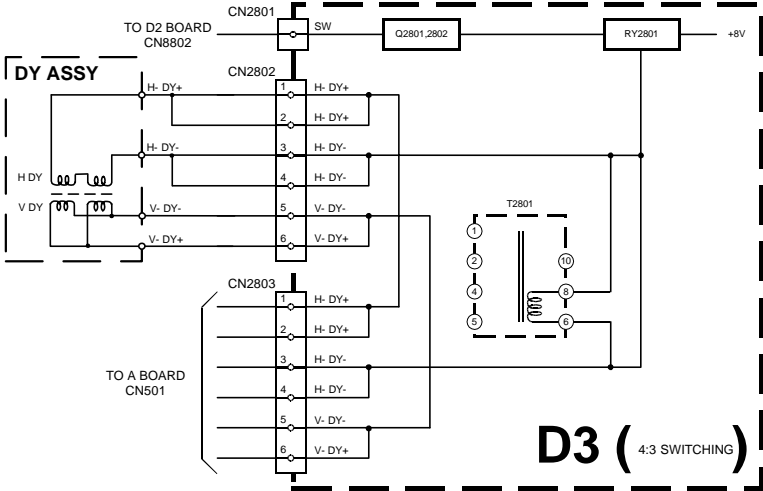 CN2801
TO D2 BOARD
CN8802
SW
Q2801,2802
RY2801
+8V
DY ASSY
CN2802
H- DY+
1
H- DY+
2
H- DY+
H- DY-
3
H- DY-
4
H- DY-
H DY
V DY
V- DY-
5
V- DY-
V- DY+
6
V- DY+
T2801
1
2
10
4
8
5
6
CN2803
1
H- DY+
2
H- DY+
3
H- DY-
4
H- DY-
5
V- DY-
6
V- DY+
TO A BOARD
CN501
D3 ( 4:3 SWITCHING )